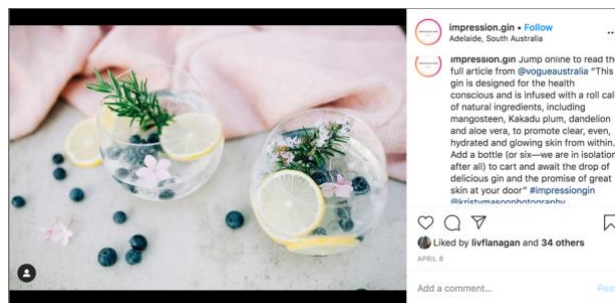 impression.gin • Follow
Adelaide, South Australia
impression.gin Jump online to read the
full article from @vogueaustralia "This
gin is designed for the health
conscious and is infused with a roll call
of natural ingredients, including
mangosteen, Kakadu plum, dandelion
and aloe vera, to promote clear, even,
hydrated and glowing skin from within.
Add a bottle (or six—we are in isolation
after all) to cart and await the drop of
delicious gin and the promise of great
skin at your door" #impressiongin
@kristymasonphotography
Liked by livflanagan and 34 others
APRIL 6
Add a comment...
Post